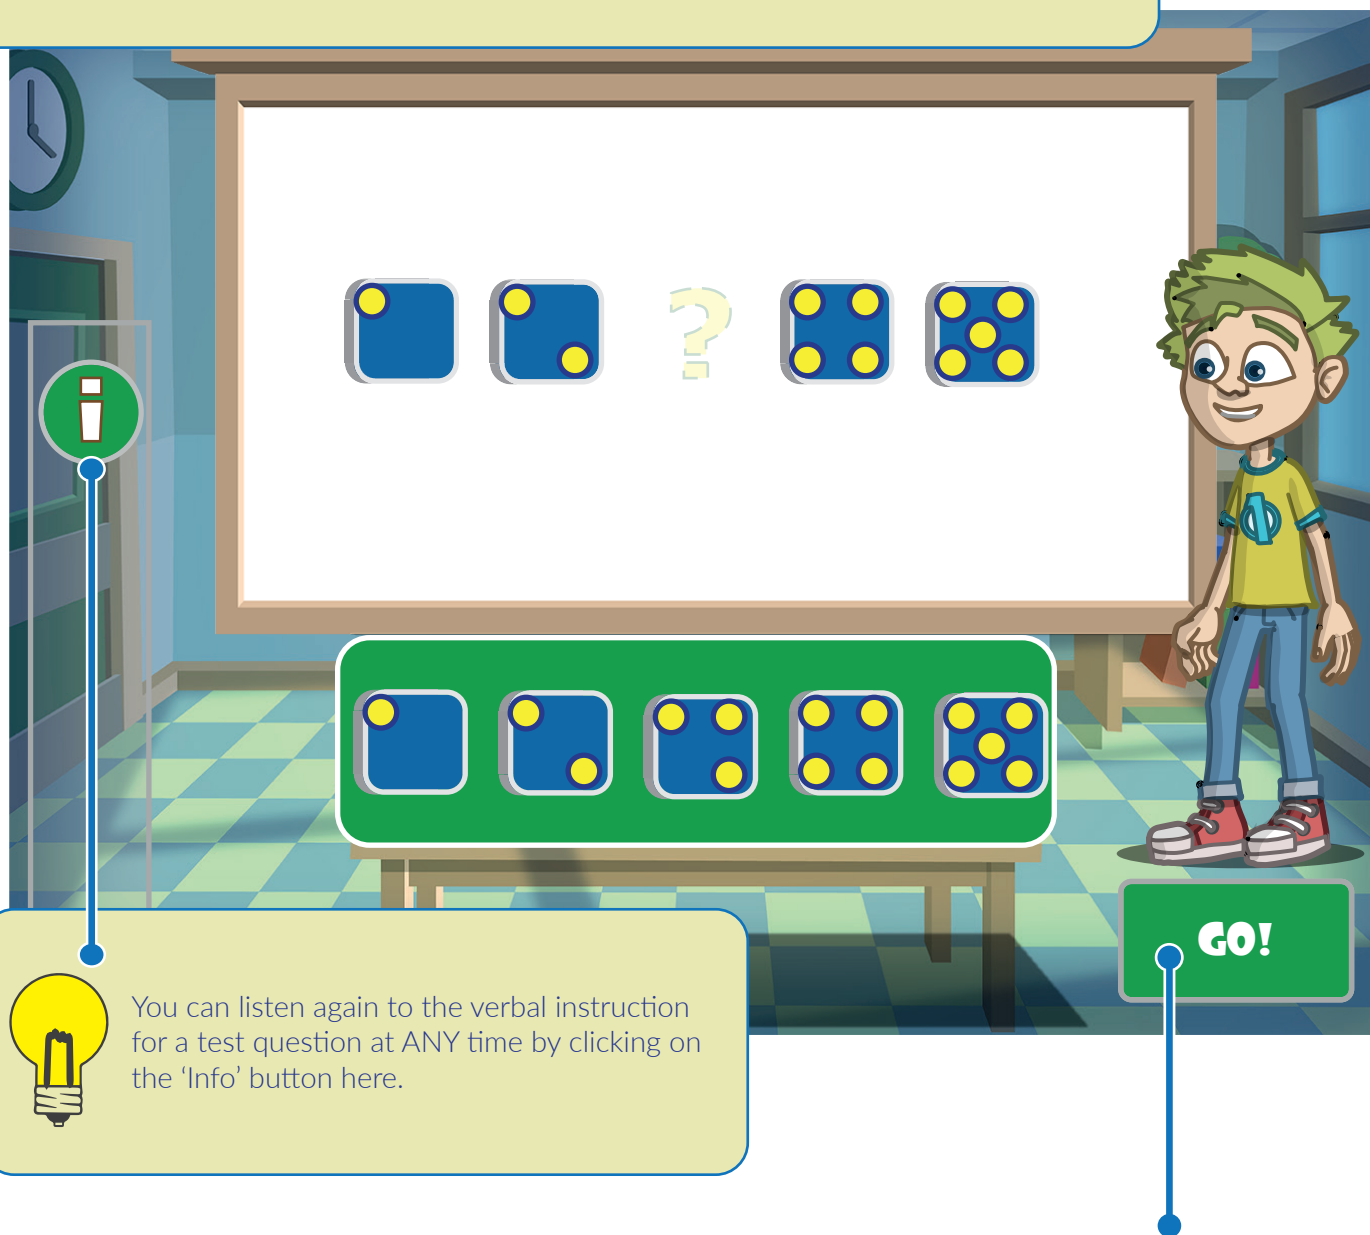 ?
i
GO!
You can listen again to the verbal instruction
for a test question at ANY time by clicking on
the ‘Info’ button here.